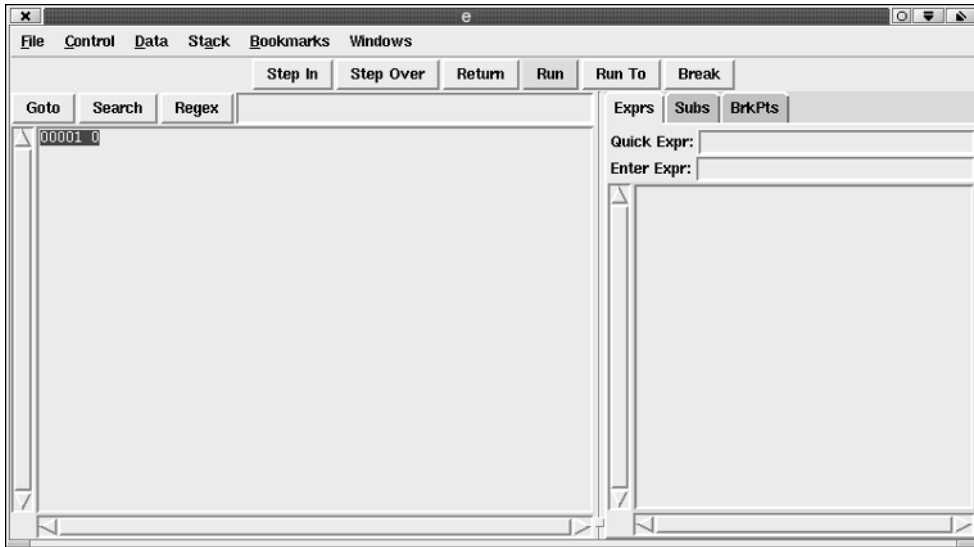 e
File Control Data Stack Bookmarks Windows
Step In Step Over Return Run Run To Break
Goto Search Regex
00001 0
Exprs Subs BrkPts
Quick Expr:
Enter Expr: